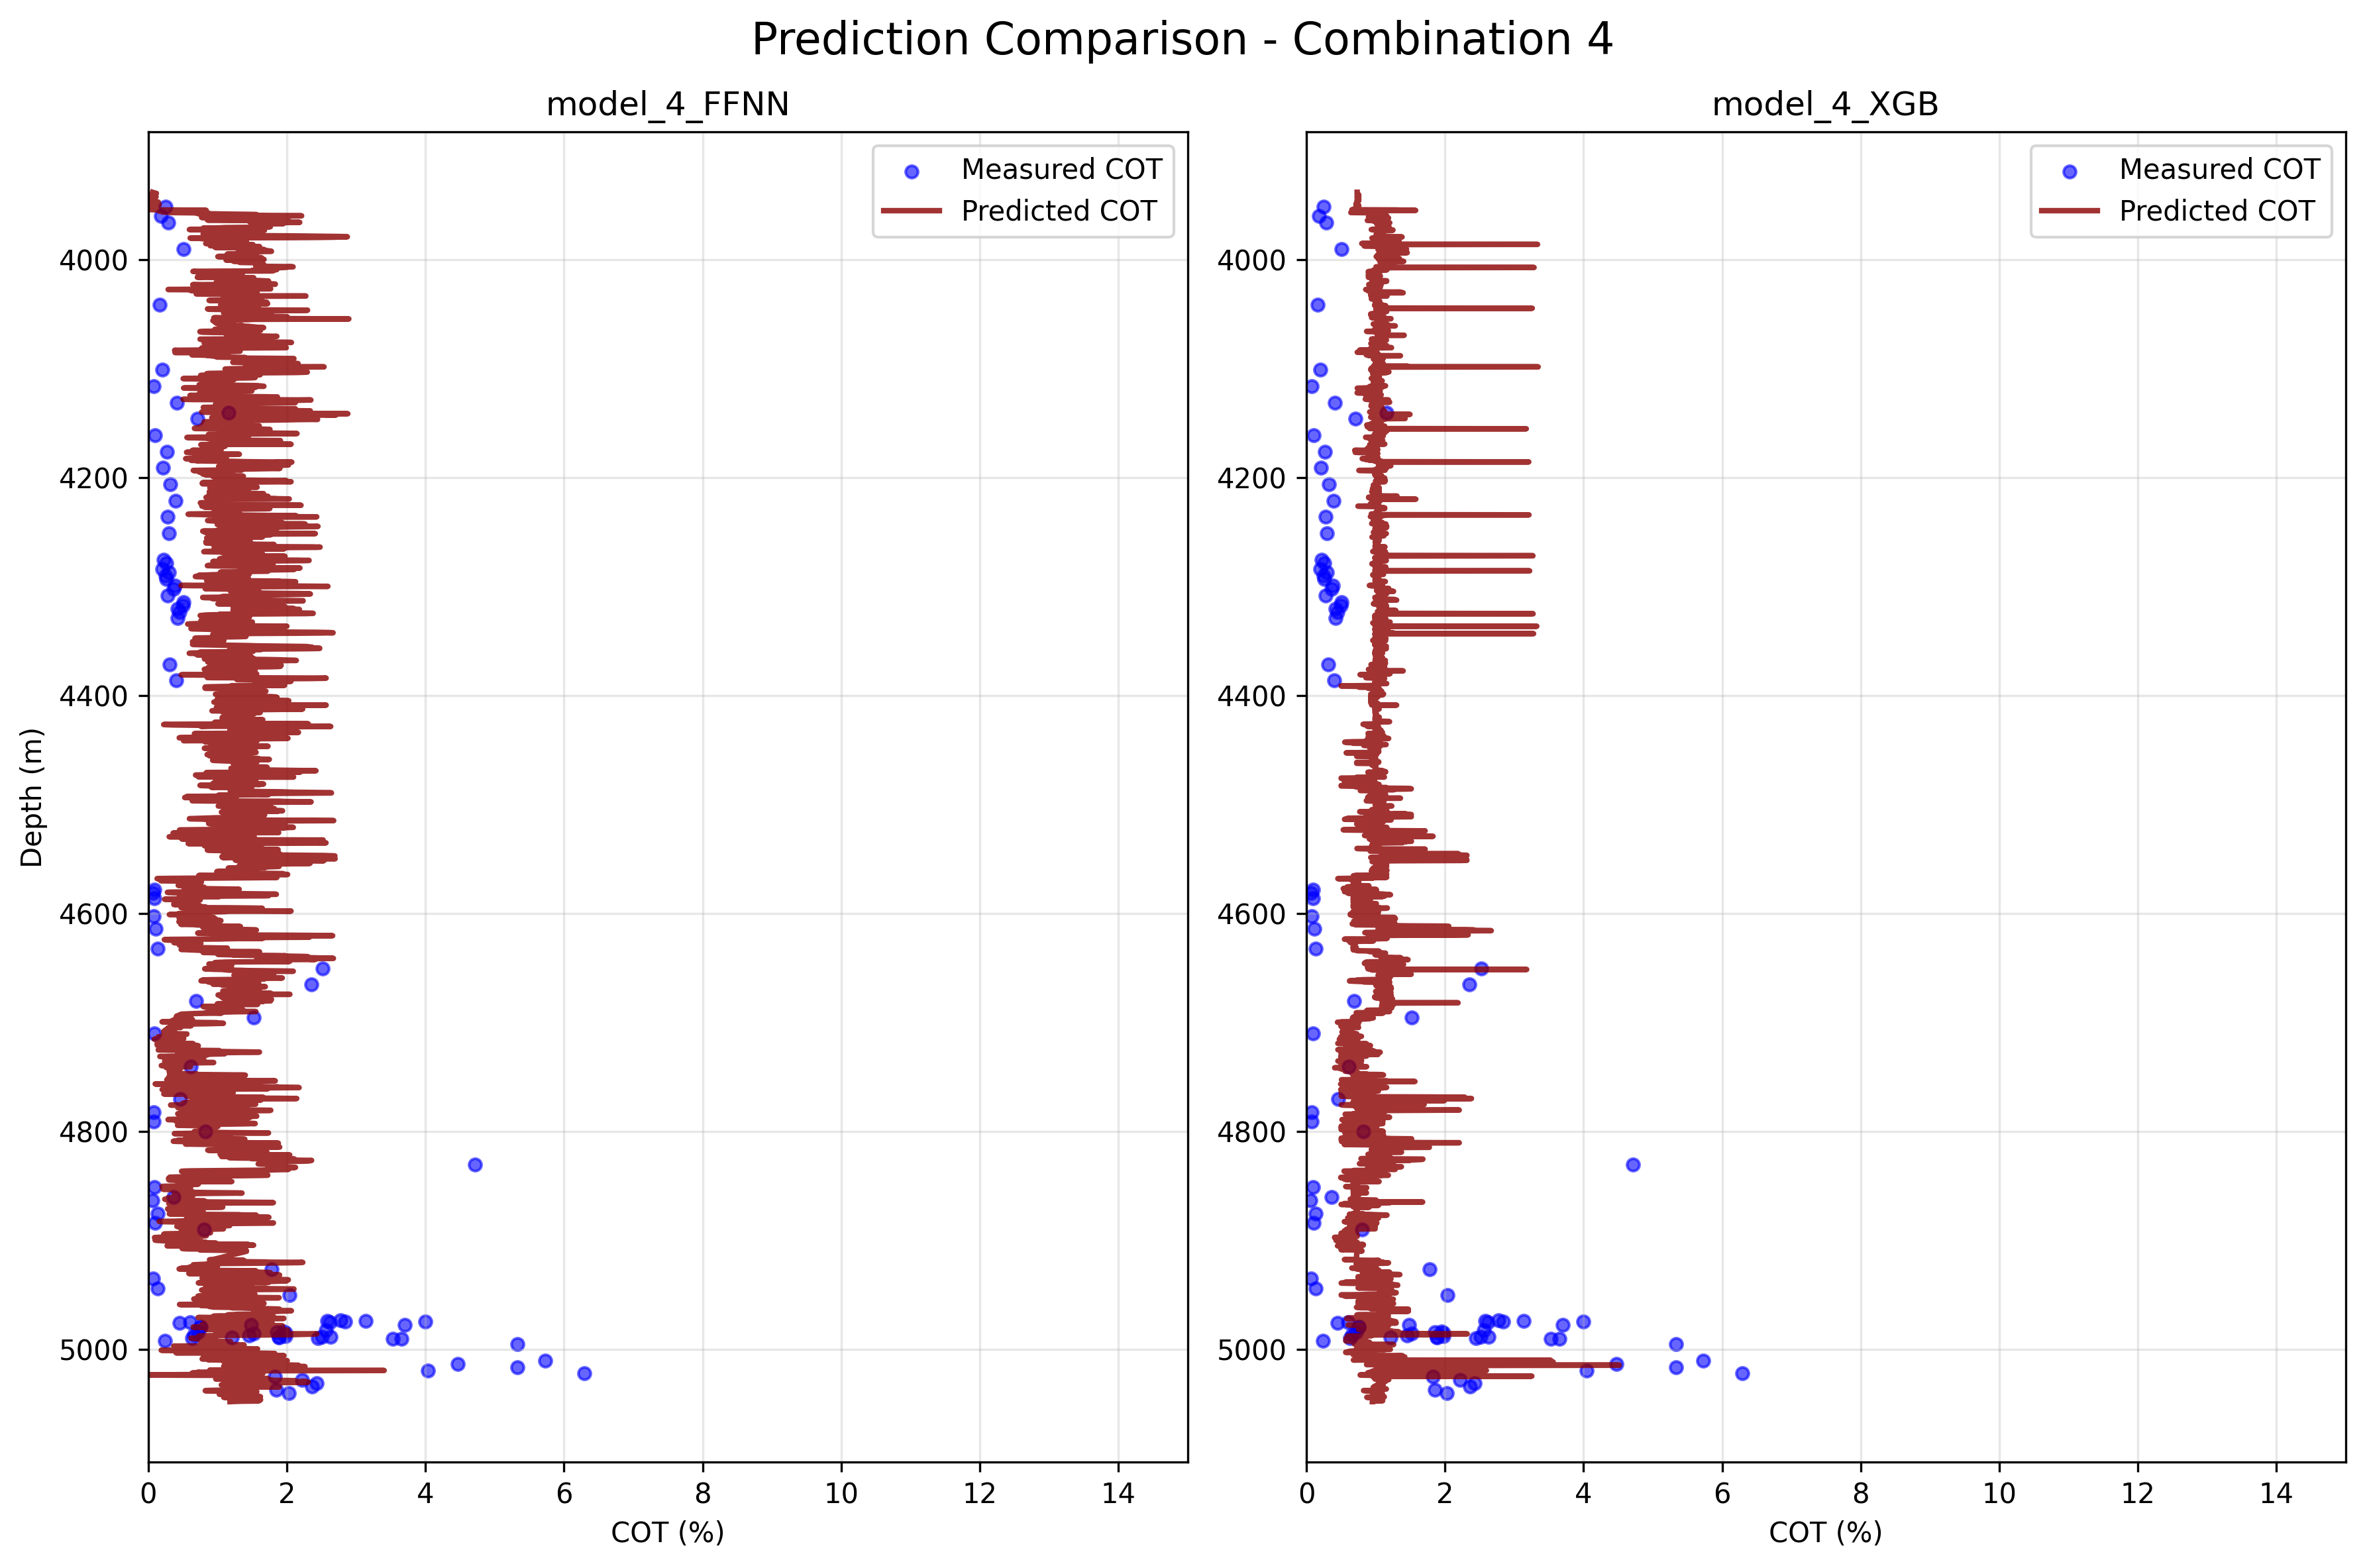 Prediction Comparison - Combination 4
model_4_FFNN
Measured COT
Predicted COT
4000
4200
4400
4600
4800
5000
Depth (m)
0 2 4 6 8 10 12 14
COT (%)
model_4_XGB
Measured COT
Predicted COT
4000
4200
4400
4600
4800
5000
0 2 4 6 8 10 12 14
COT (%)